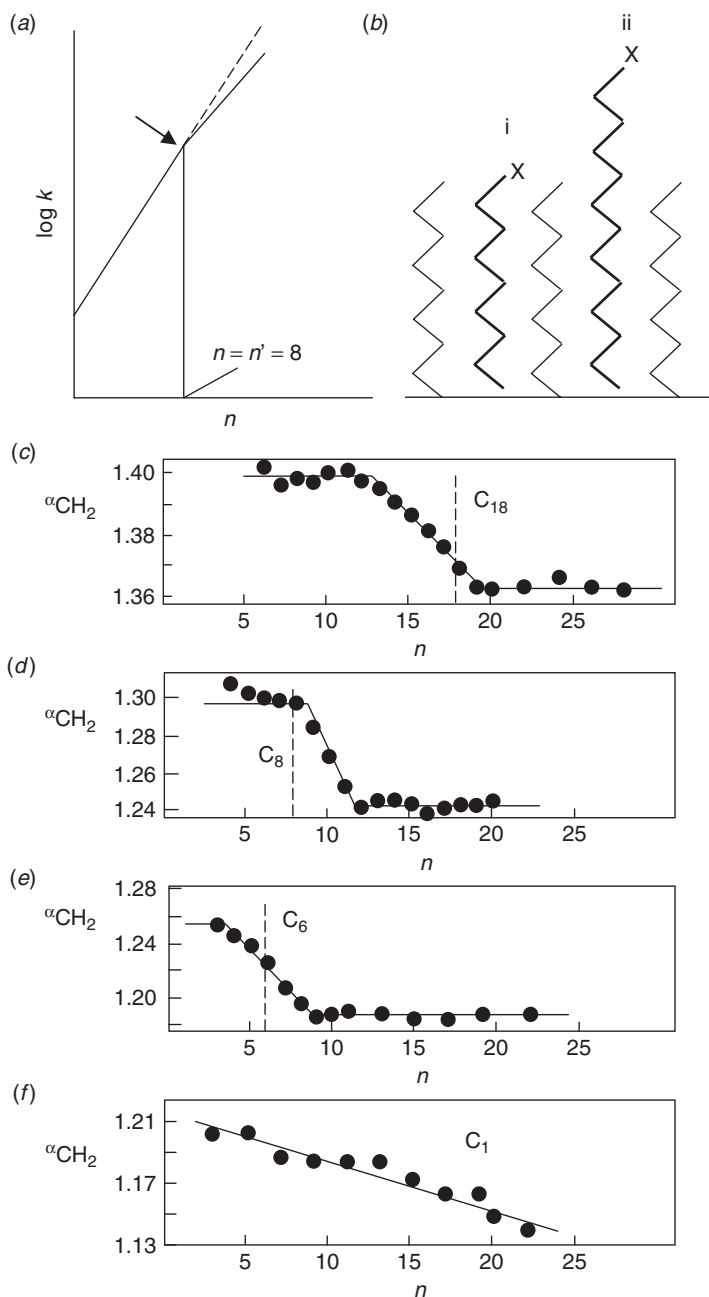 (a)
log k
n = n' = 8
n
(b)
i
X
ii
X
(c)
αCH2
1.40
1.38
1.36
C18
5 10 15 20 25
n
(d)
αCH2
1.30
1.28
1.26
1.24
C8
5 10 15 20 25
n
(e)
αCH2
1.28
1.24
1.20
C6
5 10 15 20 25
n
(f)
αCH2
1.21
1.17
1.13
C1
5 10 15 20 25
n